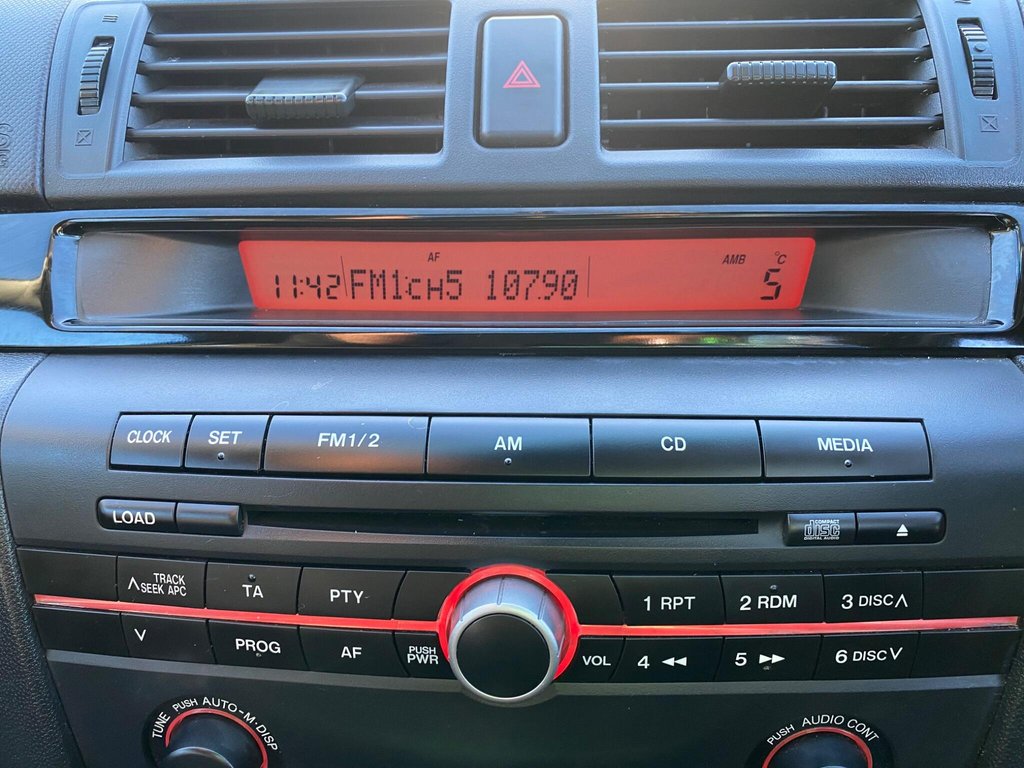 AF AMB °C
11:42 FM1:CH5 107.90 5
CLOCK SET FM1/2 AM CD MEDIA
LOAD COMPACT disc DIGITAL AUDIO
∧ TRACK SEEK APC TA PTY 1 RPT 2 RDM 3 DISC∧
∨ PROG AF PUSH PWR VOL 4 ◄◄ 5 ►► 6 DISC∨
TUNE PUSH AUTO-M·DISP PUSH AUDIO CONT